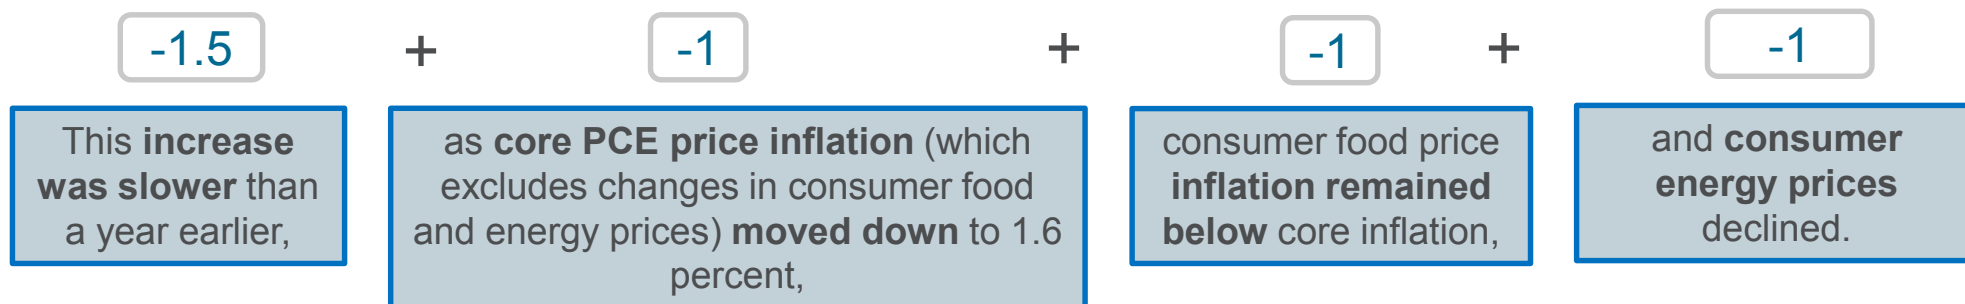 -1.5 + -1 + -1 + -1
This increase
was slower than
a year earlier,
as core PCE price inflation (which
excludes changes in consumer food
and energy prices) moved down to 1.6
percent,
consumer food price
inflation remained
below core inflation,
and consumer
energy prices
declined.